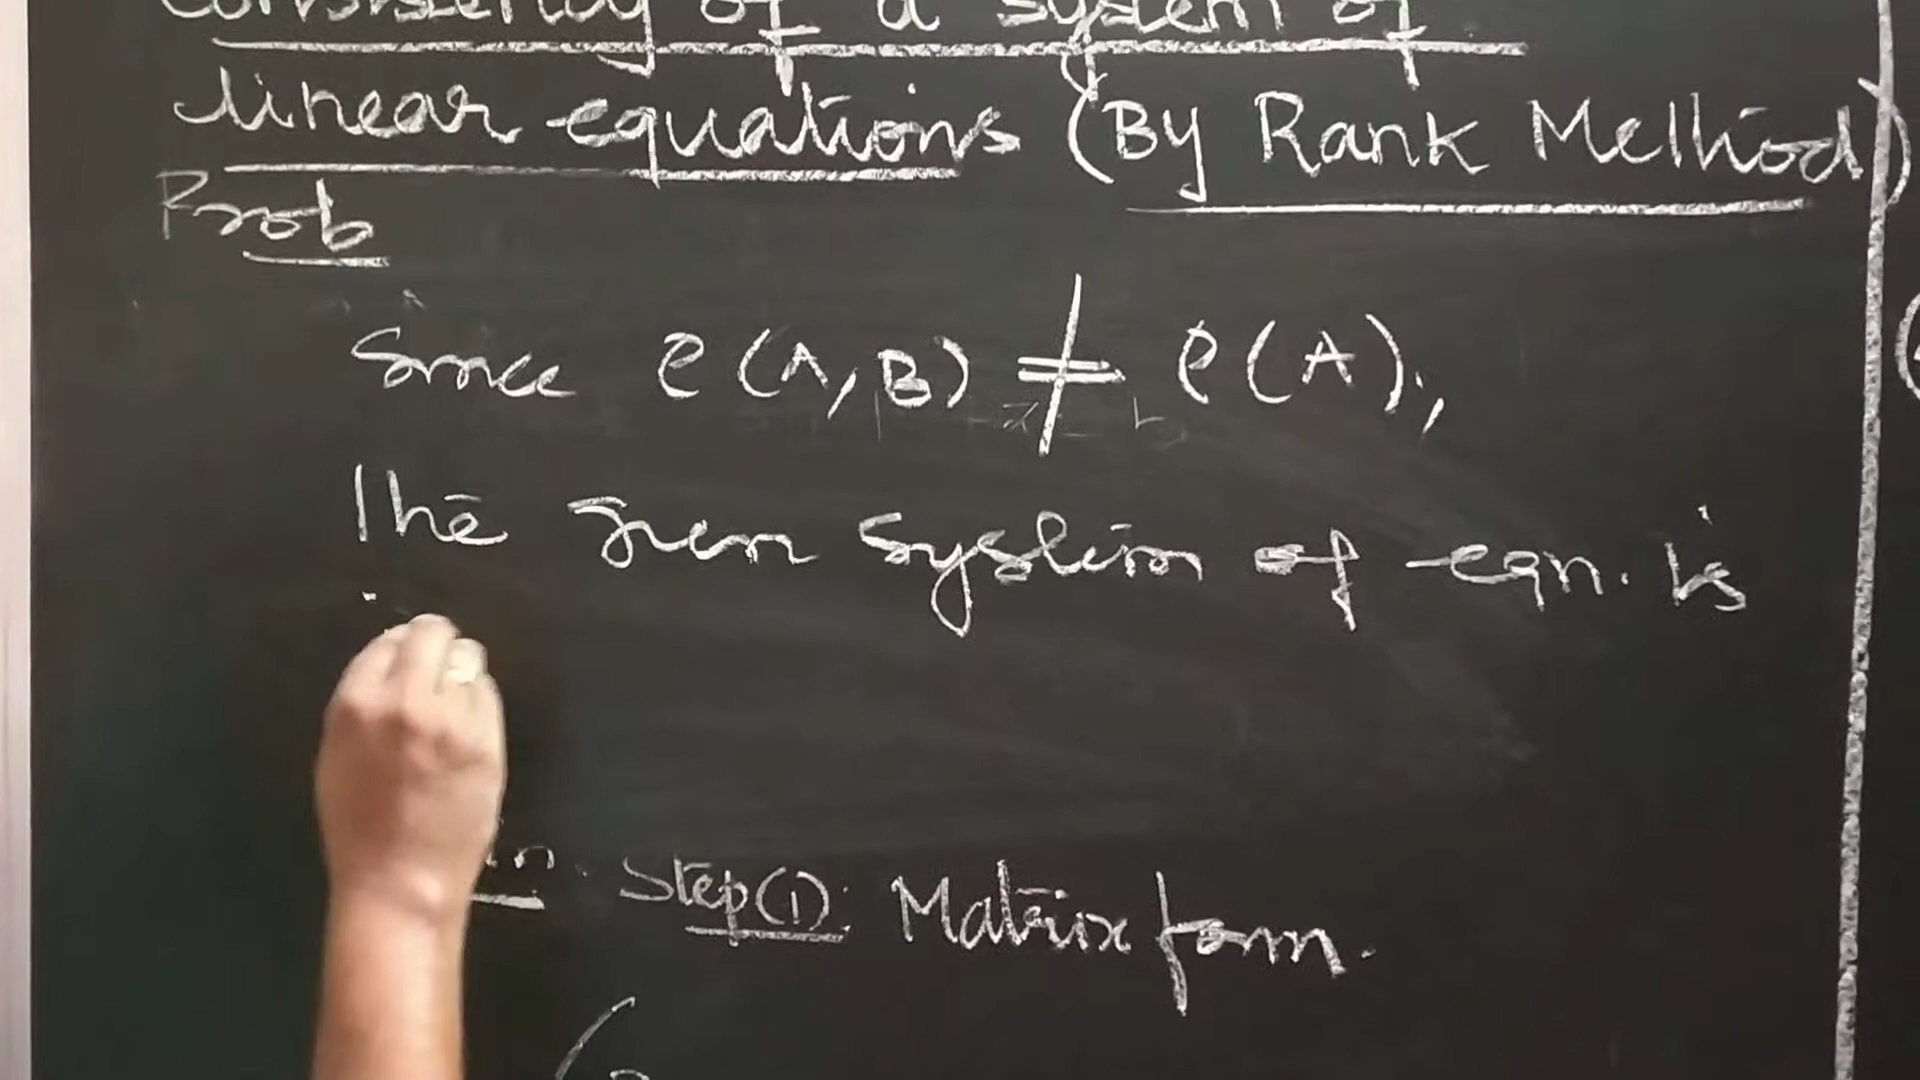 Consistency of a system of
linear equations (By Rank Method)
Prob
Since ρ(A,B) ≠ ρ(A),
The given system of eqn. is
Step(1): Matrix form.